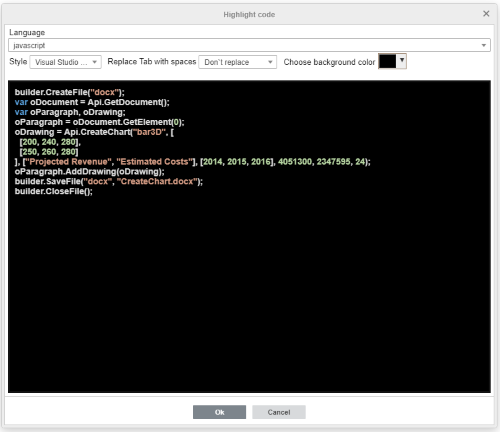 Highlight code
Language
javascript
Style Visual Studio ... Replace Tab with spaces Don't replace Choose background color
builder.CreateFile("docx");
var oDocument = Api.GetDocument();
var oParagraph, oDrawing;
oParagraph = oDocument.GetElement(0);
oDrawing = Api.CreateChart("bar3D", [
  [200, 240, 280],
  [250, 260, 280]
], ["Projected Revenue", "Estimated Costs"], [2014, 2015, 2016], 4051300, 2347595, 24);
oParagraph.AddDrawing(oDrawing);
builder.SaveFile("docx", "CreateChart.docx");
builder.CloseFile();
Ok Cancel